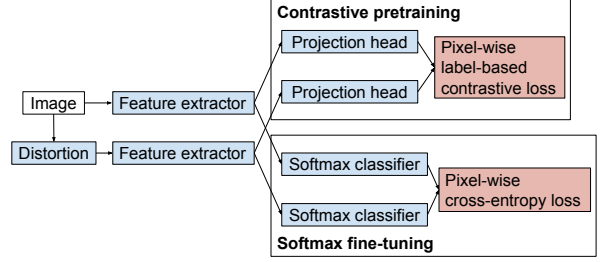 Contrastive pretraining
Projection head
Projection head
Pixel-wise
label-based
contrastive loss
Image
Feature extractor
Distortion
Feature extractor
Softmax classifier
Softmax classifier
Pixel-wise
cross-entropy loss
Softmax fine-tuning